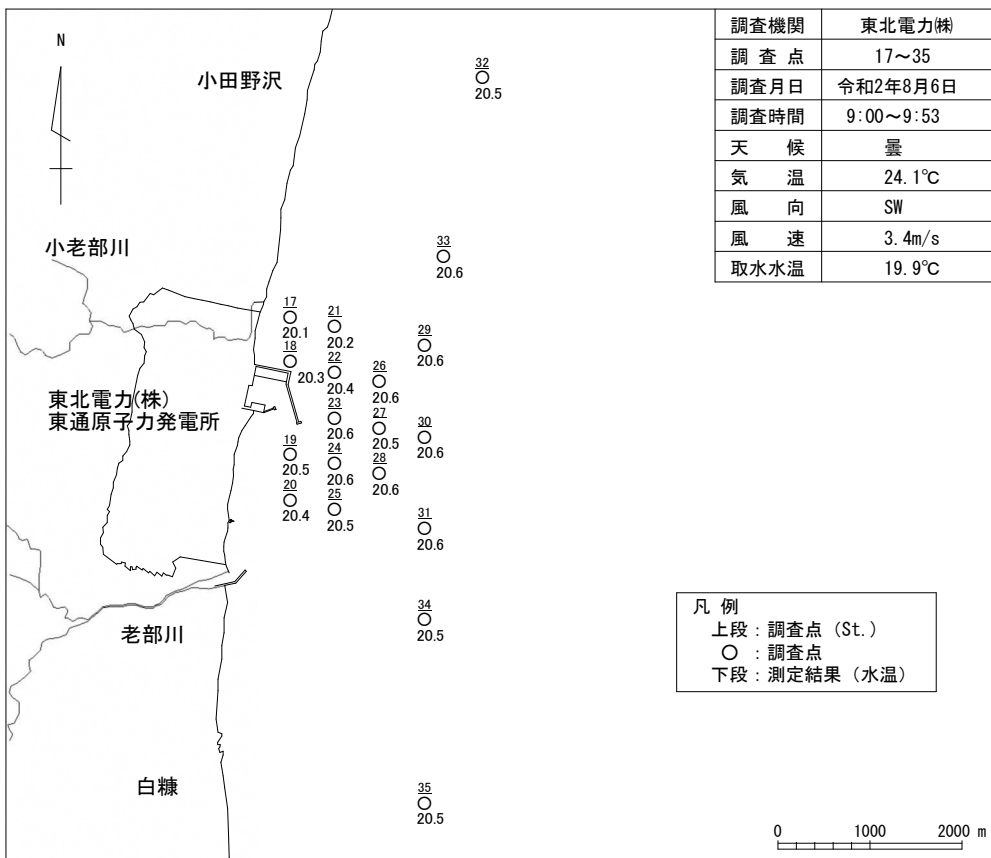 調査機関 東北電力㈱
調査点 17～35
調査月日 令和2年8月6日
調査時間 9:00～9:53
天候 曇
気温 24.1℃
風向 SW
風速 3.4m/s
取水水温 19.9℃
N
小田野沢
32
20.5
小老部川
33
20.6
17
20.1
21
20.2
29
20.6
18
20.3
22
20.4
26
20.6
東北電力(株)
東通原子力発電所
23
20.6
27
20.5
30
20.6
19
20.5
24
20.6
28
20.6
20
20.4
25
20.5
31
20.6
34
20.5
老部川
凡例
上段：調査点（St.）
○：調査点
下段：測定結果（水温）
白糠
35
20.5
0 1000 2000 m